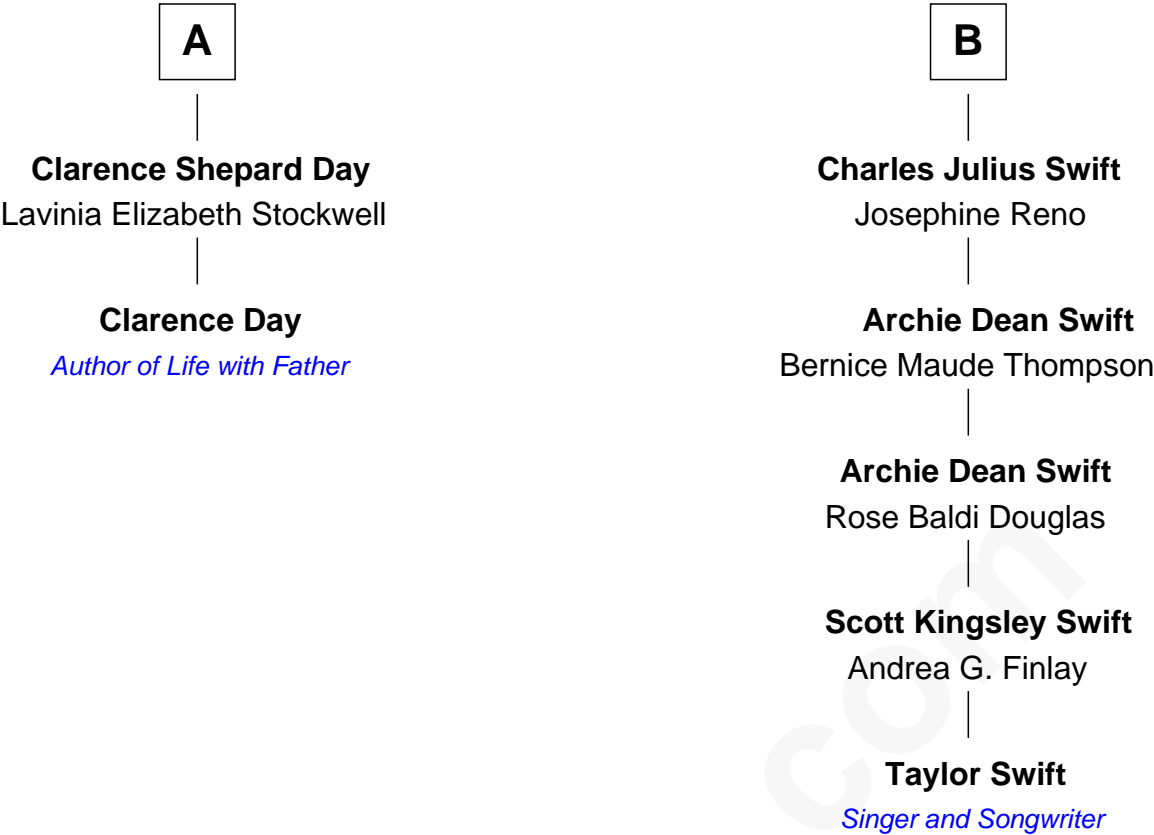 A
Clarence Shepard Day
Lavinia Elizabeth Stockwell
Clarence Day
Author of Life with Father
B
Charles Julius Swift
Josephine Reno
Archie Dean Swift
Bernice Maude Thompson
Archie Dean Swift
Rose Baldi Douglas
Scott Kingsley Swift
Andrea G. Finlay
Taylor Swift
Singer and Songwriter
com